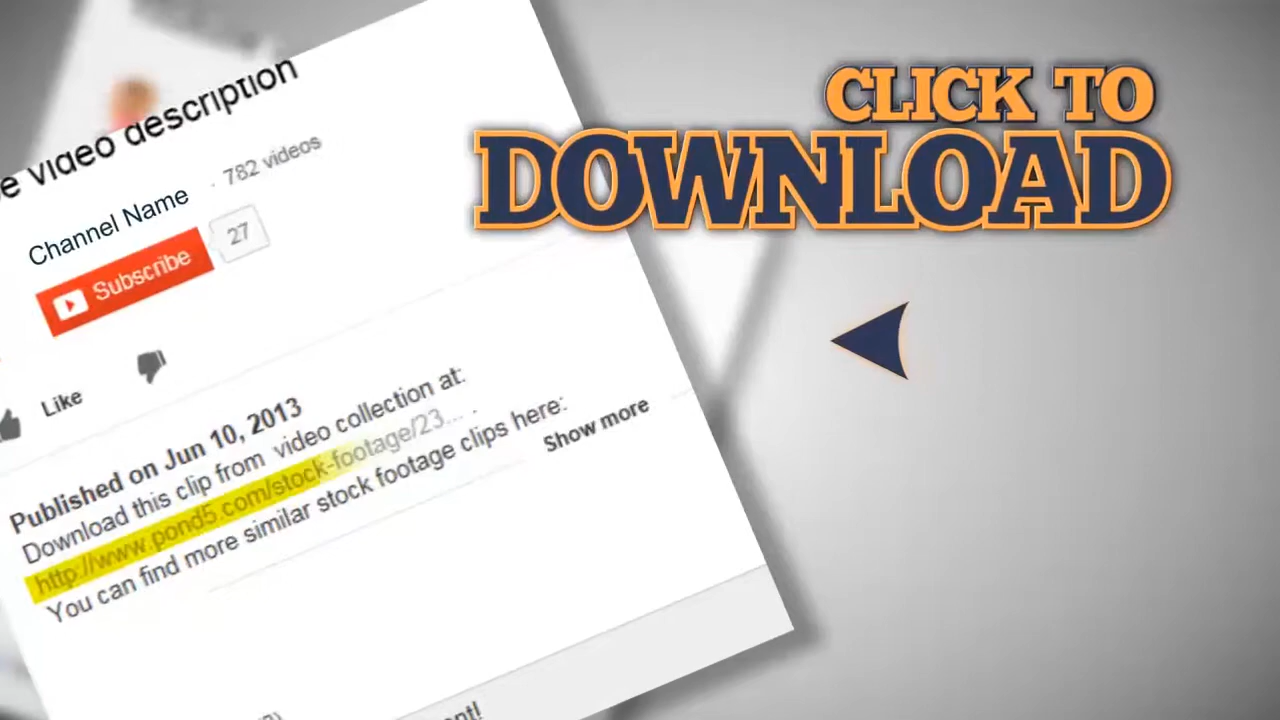 CLICK TO
DOWNLOAD
e video description
Channel Name
782 videos
Subscribe
27
Like
Published on Jun 10, 2013
Download this clip from video collection at:
http://www.pond5.com/stock-footage/23...
You can find more similar stock footage clips here:
Show more